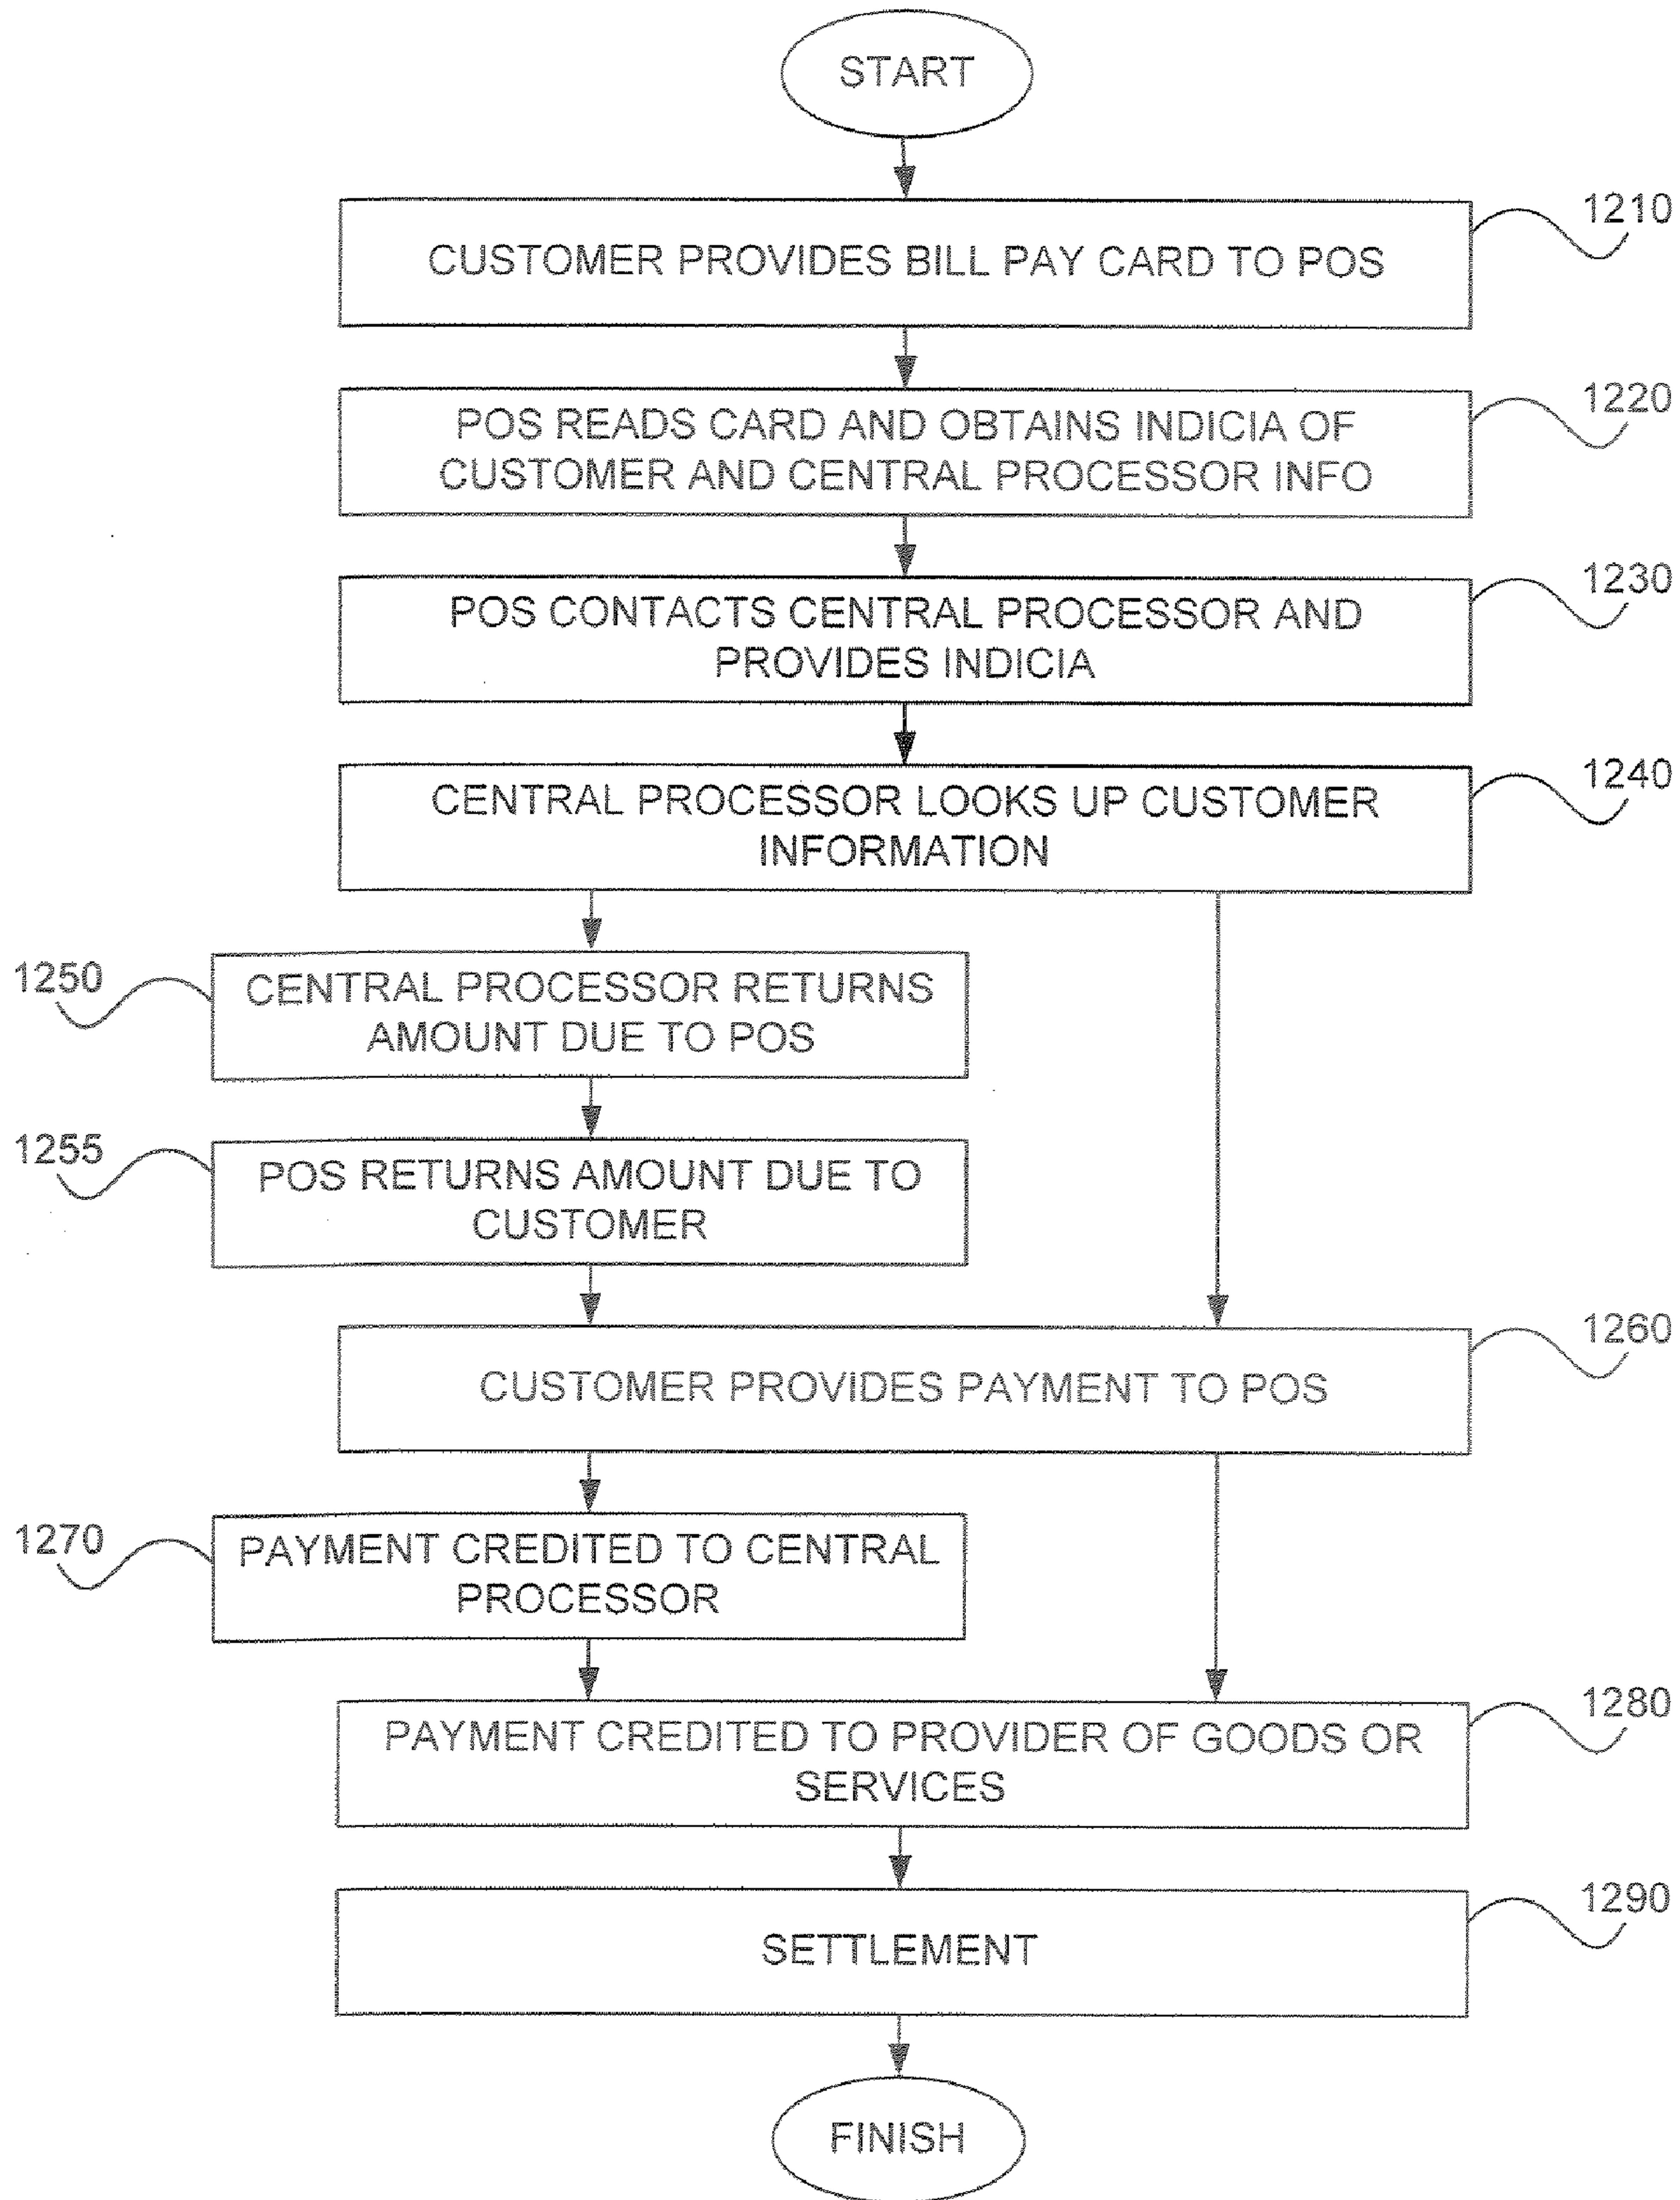 START
1210
CUSTOMER PROVIDES BILL PAY CARD TO POS
1220
POS READS CARD AND OBTAINS INDICIA OF
CUSTOMER AND CENTRAL PROCESSOR INFO
1230
POS CONTACTS CENTRAL PROCESSOR AND
PROVIDES INDICIA
1240
CENTRAL PROCESSOR LOOKS UP CUSTOMER
INFORMATION
1250
CENTRAL PROCESSOR RETURNS
AMOUNT DUE TO POS
1255
POS RETURNS AMOUNT DUE TO
CUSTOMER
1260
CUSTOMER PROVIDES PAYMENT TO POS
1270
PAYMENT CREDITED TO CENTRAL
PROCESSOR
1280
PAYMENT CREDITED TO PROVIDER OF GOODS OR
SERVICES
1290
SETTLEMENT
FINISH